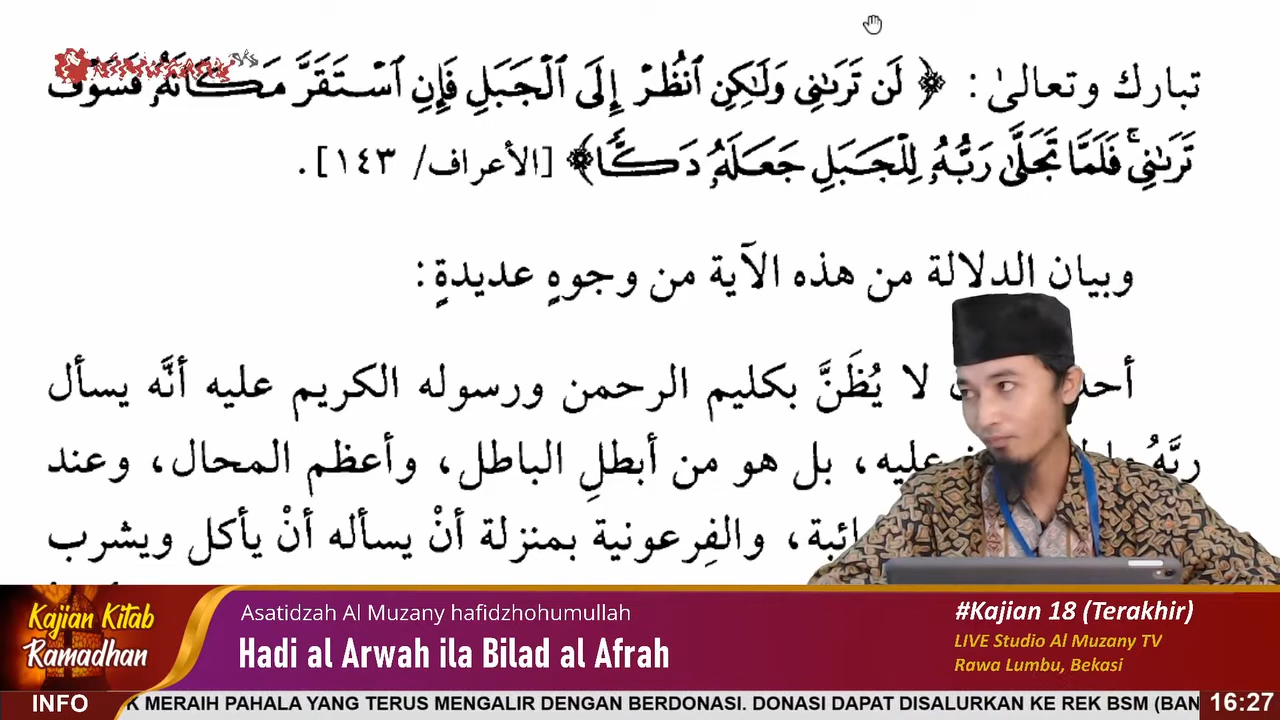 تبارك وتعالىٰ: ﴿ لَن تَرَىٰنِي وَلَٰكِنِ ٱنظُرْ إِلَى ٱلْجَبَلِ فَإِنِ ٱسْتَقَرَّ مَكَانَهُۥ فَسَوْفَ
تَرَىٰنِي ۚ فَلَمَّا تَجَلَّىٰ رَبُّهُۥ لِلْجَبَلِ جَعَلَهُۥ دَكًّا ﴾ [الأعراف/ ١٤٣].
وبيان الدلالة من هذه الآية من وجوهٍ عديدةٍ:
لا يُظَنَّ بكليم الرحمن ورسوله الكريم عليه أنَّه يسأل
ربَّهُ عليه، بل هو من أبطلِ الباطل، وأعظم المحال، وعند
والفِرعونية بمنزلة أنْ يسأله أنْ يأكل ويشرب
Kajian Kitab
Ramadhan
Asatidzah Al Muzany hafidzhohumullah
Hadi al Arwah ila Bilad al Afrah
#Kajian 18 (Terakhir)
LIVE Studio Al Muzany TV
Rawa Lumbu, Bekasi
INFO
K MERAIH PAHALA YANG TERUS MENGALIR DENGAN BERDONASI. DONASI DAPAT DISALURKAN KE REK BSM (BAN
16:27